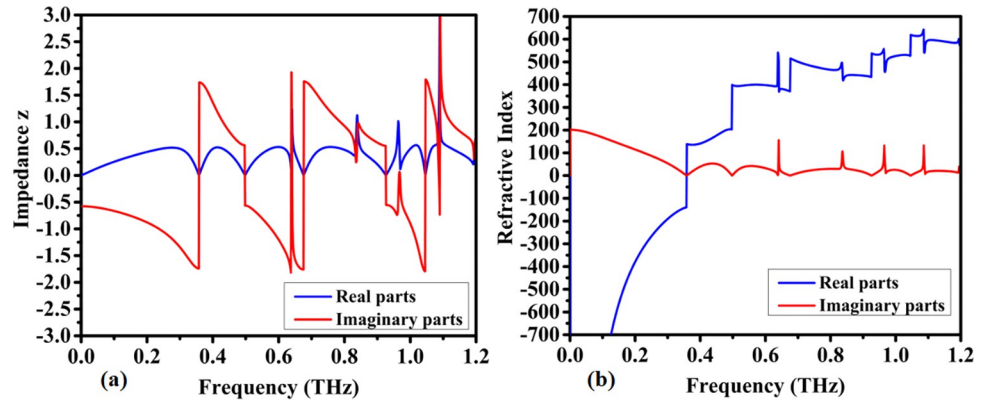 3.0
2.5
2.0
1.5
1.0
0.5
0.0
-0.5
-1.0
-1.5
-2.0
-2.5
-3.0
Impedance z
0.0 0.2 0.4 0.6 0.8 1.0 1.2
Real parts
Imaginary parts
(a) Frequency (THz)
700
600
500
400
300
200
100
0
-100
-200
-300
-400
-500
-600
-700
Refractive Index
0.0 0.2 0.4 0.6 0.8 1.0 1.2
Real parts
Imaginary parts
(b) Frequency (THz)